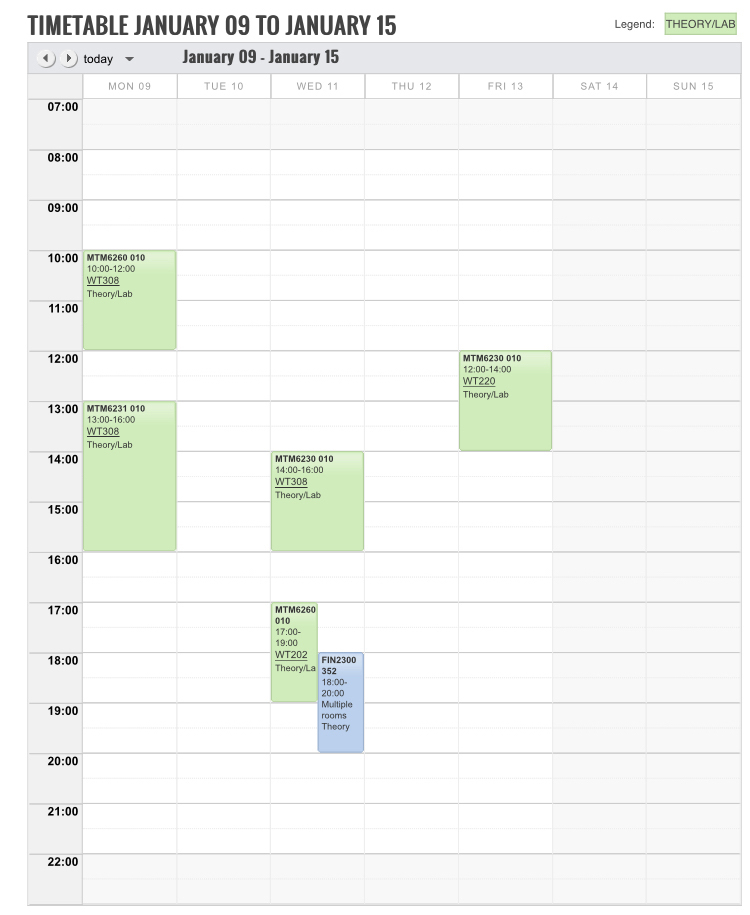 TIMETABLE JANUARY 09 TO JANUARY 15
Legend: THEORY/LAB
today January 09 - January 15
MON 09 TUE 10 WED 11 THU 12 FRI 13 SAT 14 SUN 15
07:00
08:00
09:00
10:00
MTM6260 010
10:00-12:00
WT308
Theory/Lab
11:00
12:00
MTM6230 010
12:00-14:00
WT220
Theory/Lab
13:00
MTM6231 010
13:00-16:00
WT308
Theory/Lab
14:00
MTM6230 010
14:00-16:00
WT308
Theory/Lab
15:00
16:00
17:00
MTM6260
010
17:00-
19:00
WT202
Theory/La
18:00
FIN2300
352
18:00-
20:00
Multiple
rooms
Theory
19:00
20:00
21:00
22:00